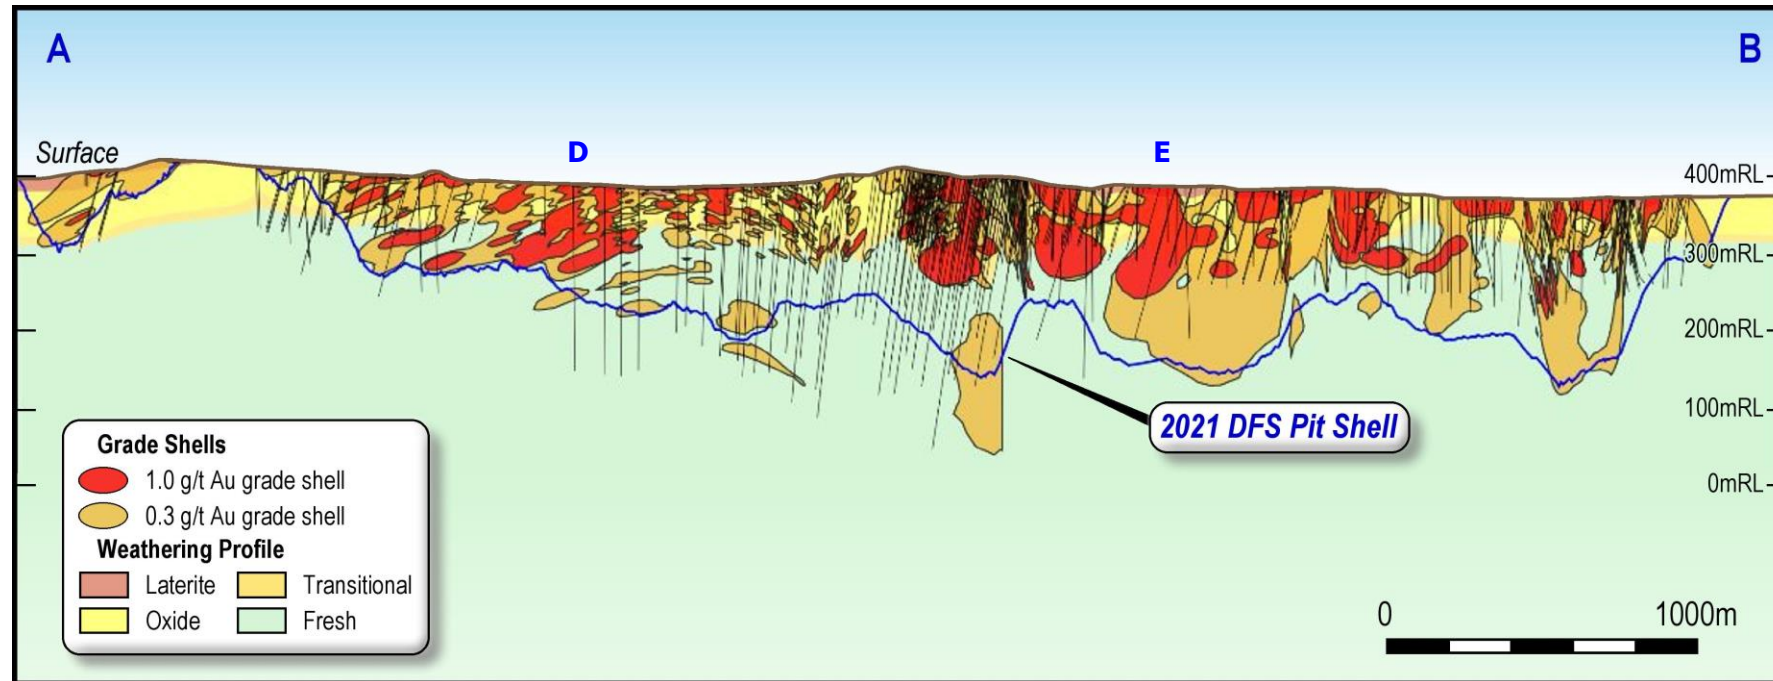 A
B
Surface
D
E
400mRL
300mRL
200mRL
100mRL
0mRL
2021 DFS Pit Shell
Grade Shells
1.0 g/t Au grade shell
0.3 g/t Au grade shell
Weathering Profile
Laterite
Transitional
Oxide
Fresh
0
1000m